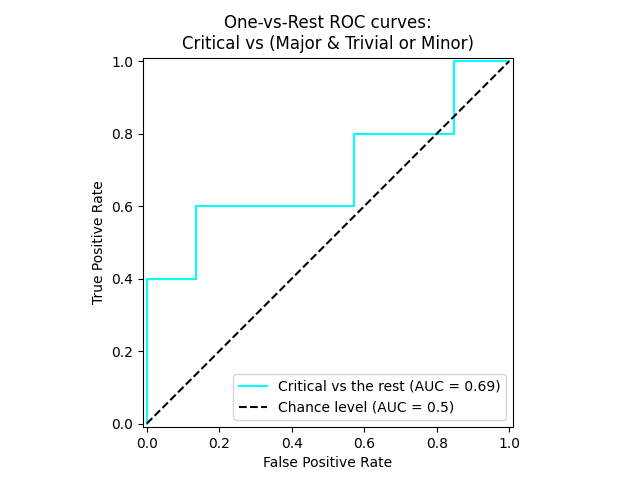 One-vs-Rest ROC curves:
Critical vs (Major & Trivial or Minor)
1.0
0.8
0.6
0.4
0.2
0.0
True Positive Rate
Critical vs the rest (AUC = 0.69)
Chance level (AUC = 0.5)
0.0 0.2 0.4 0.6 0.8 1.0
False Positive Rate